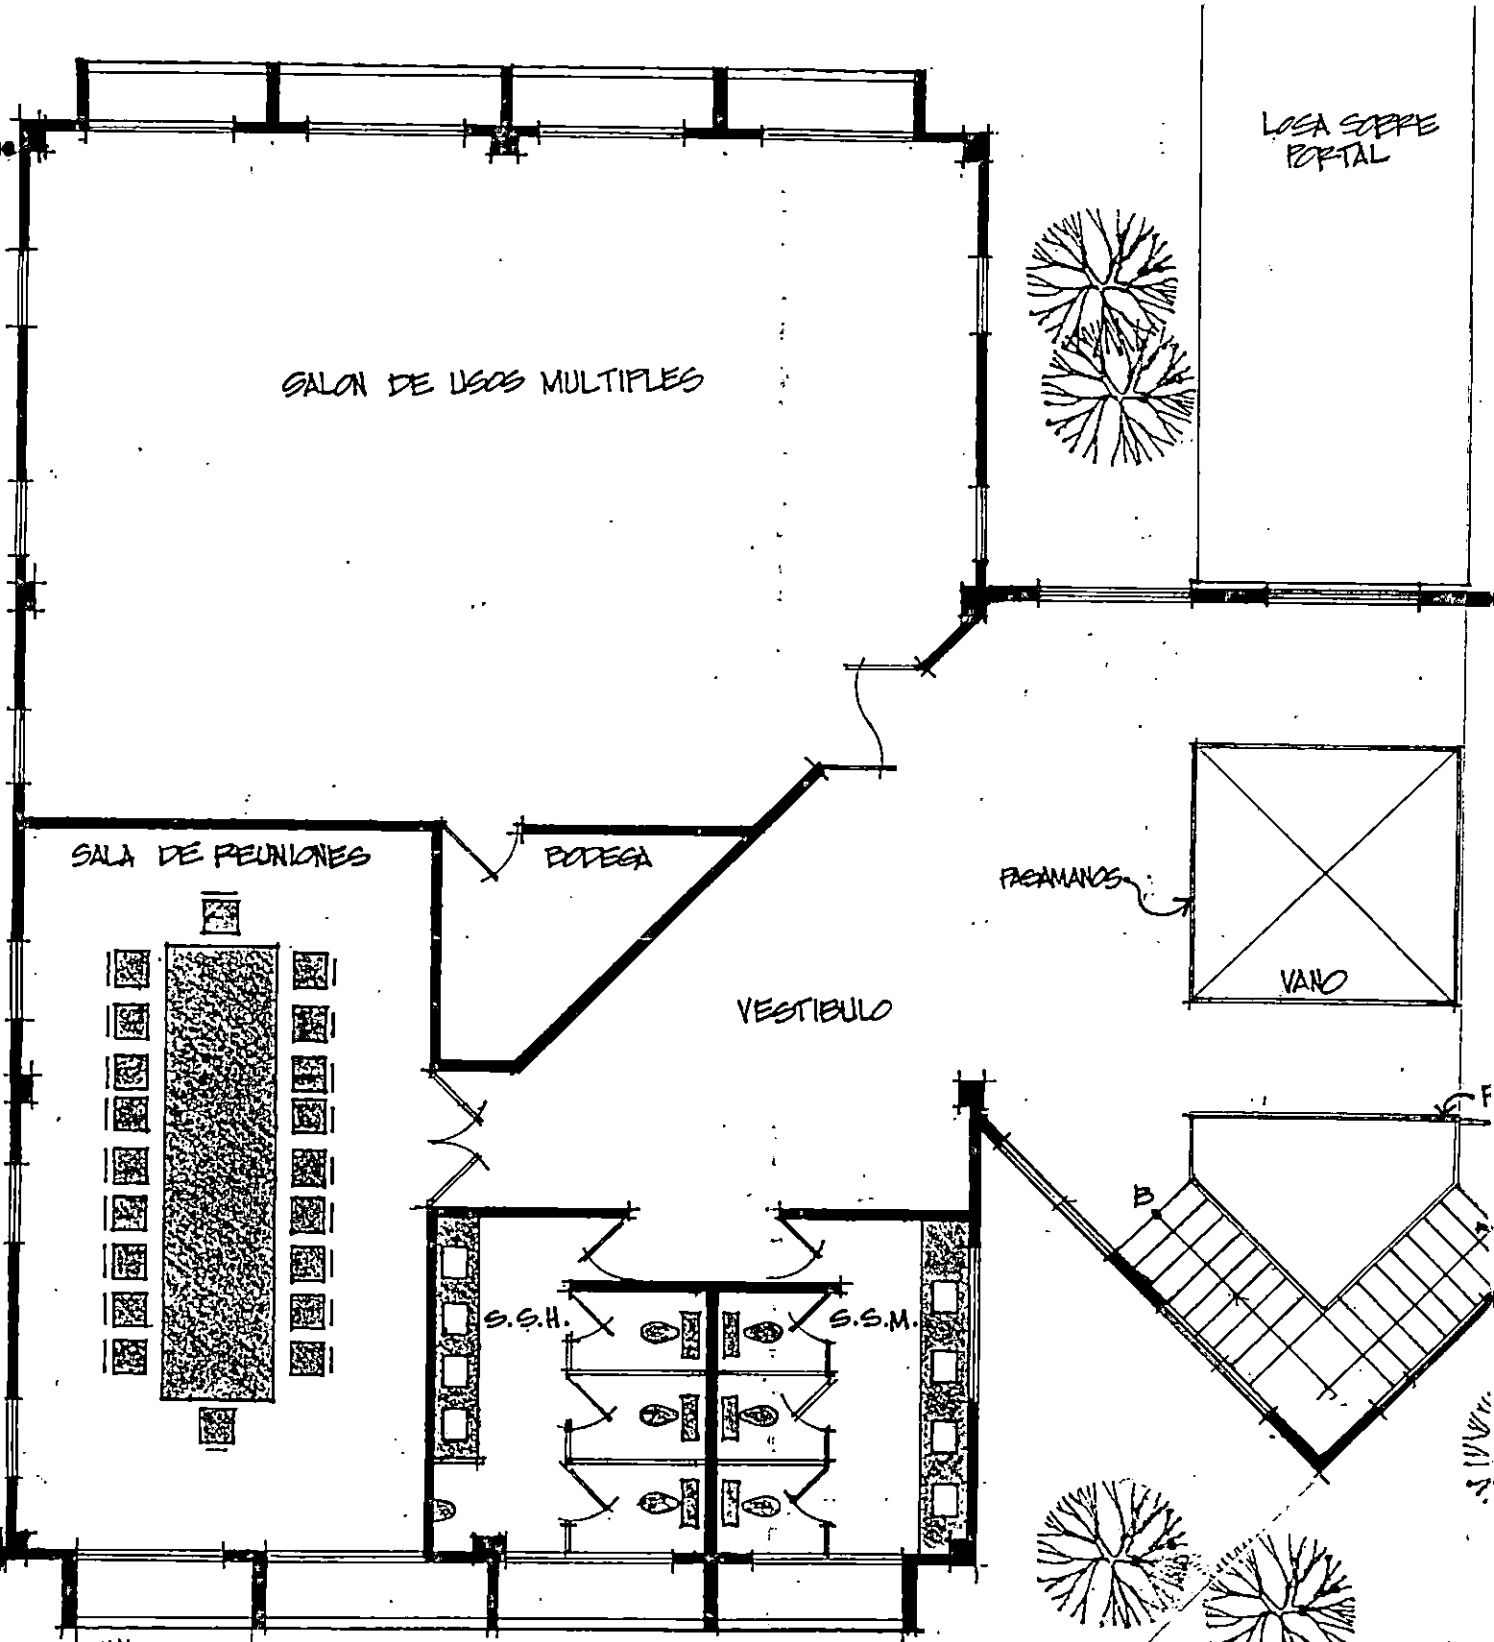 LOSA SOBRE
PORTAL
SALON DE USOS MULTIPLES
SALA DE REUNIONES
BODEGA
PASAMANOS
VANO
VESTIBULO
B
S.S.H.
S.S.M.